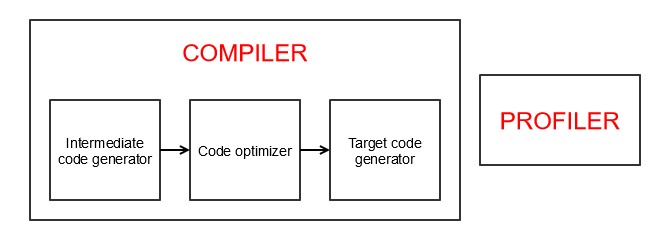 COMPILER
Intermediate
code generator
Code optimizer
Target code
generator
PROFILER